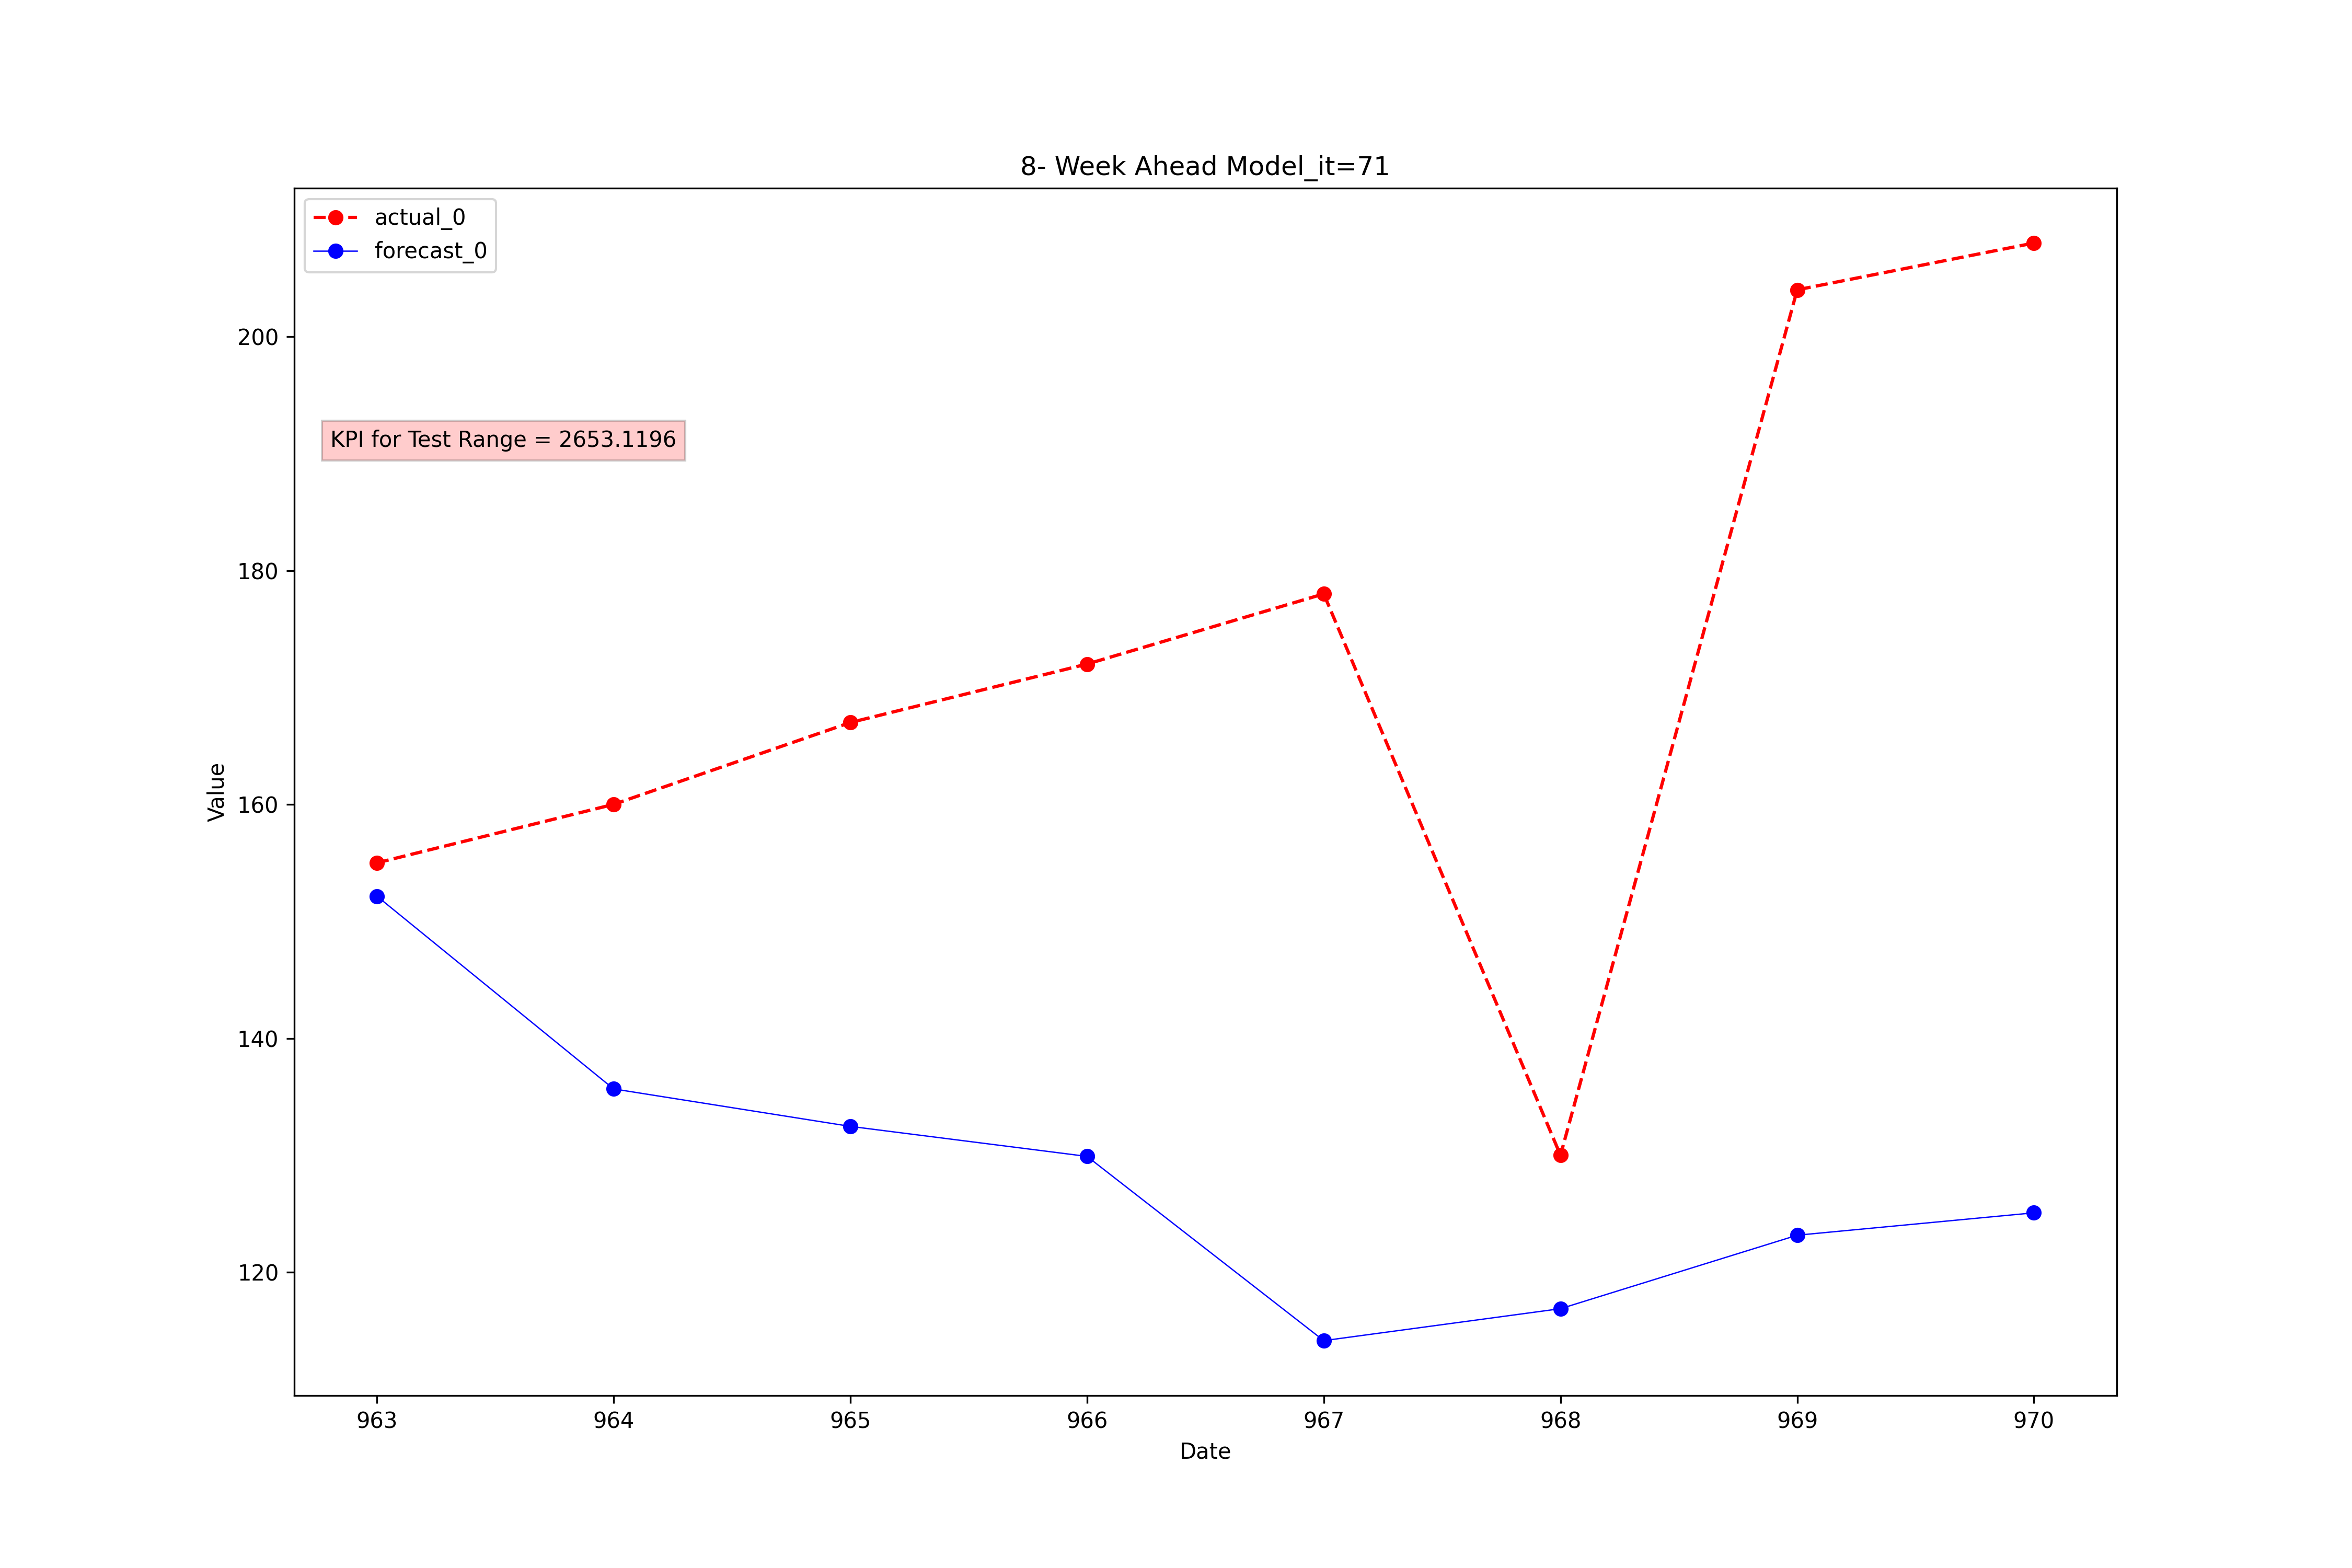 8- Week Ahead Model_it=71
actual_0
forecast_0
KPI for Test Range = 2653.1196
Value
200
180
160
140
120
963 964 965 966 967 968 969 970
Date